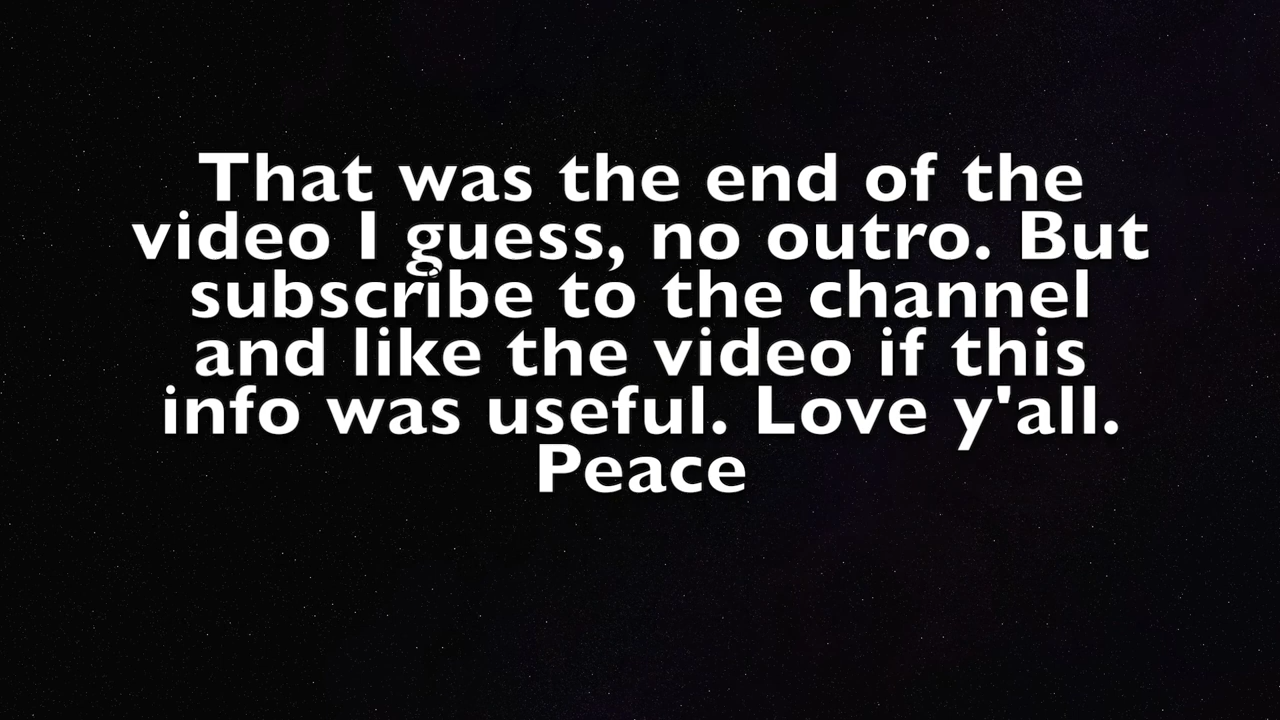 That was the end of the
video I guess, no outro. But
subscribe to the channel
and like the video if this
info was useful. Love y'all.
Peace